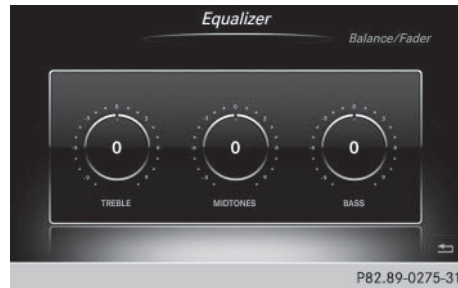 Equalizer
Balance/Fader
0 0 0
TREBLE MIDTONES BASS
P82.89-0275-31